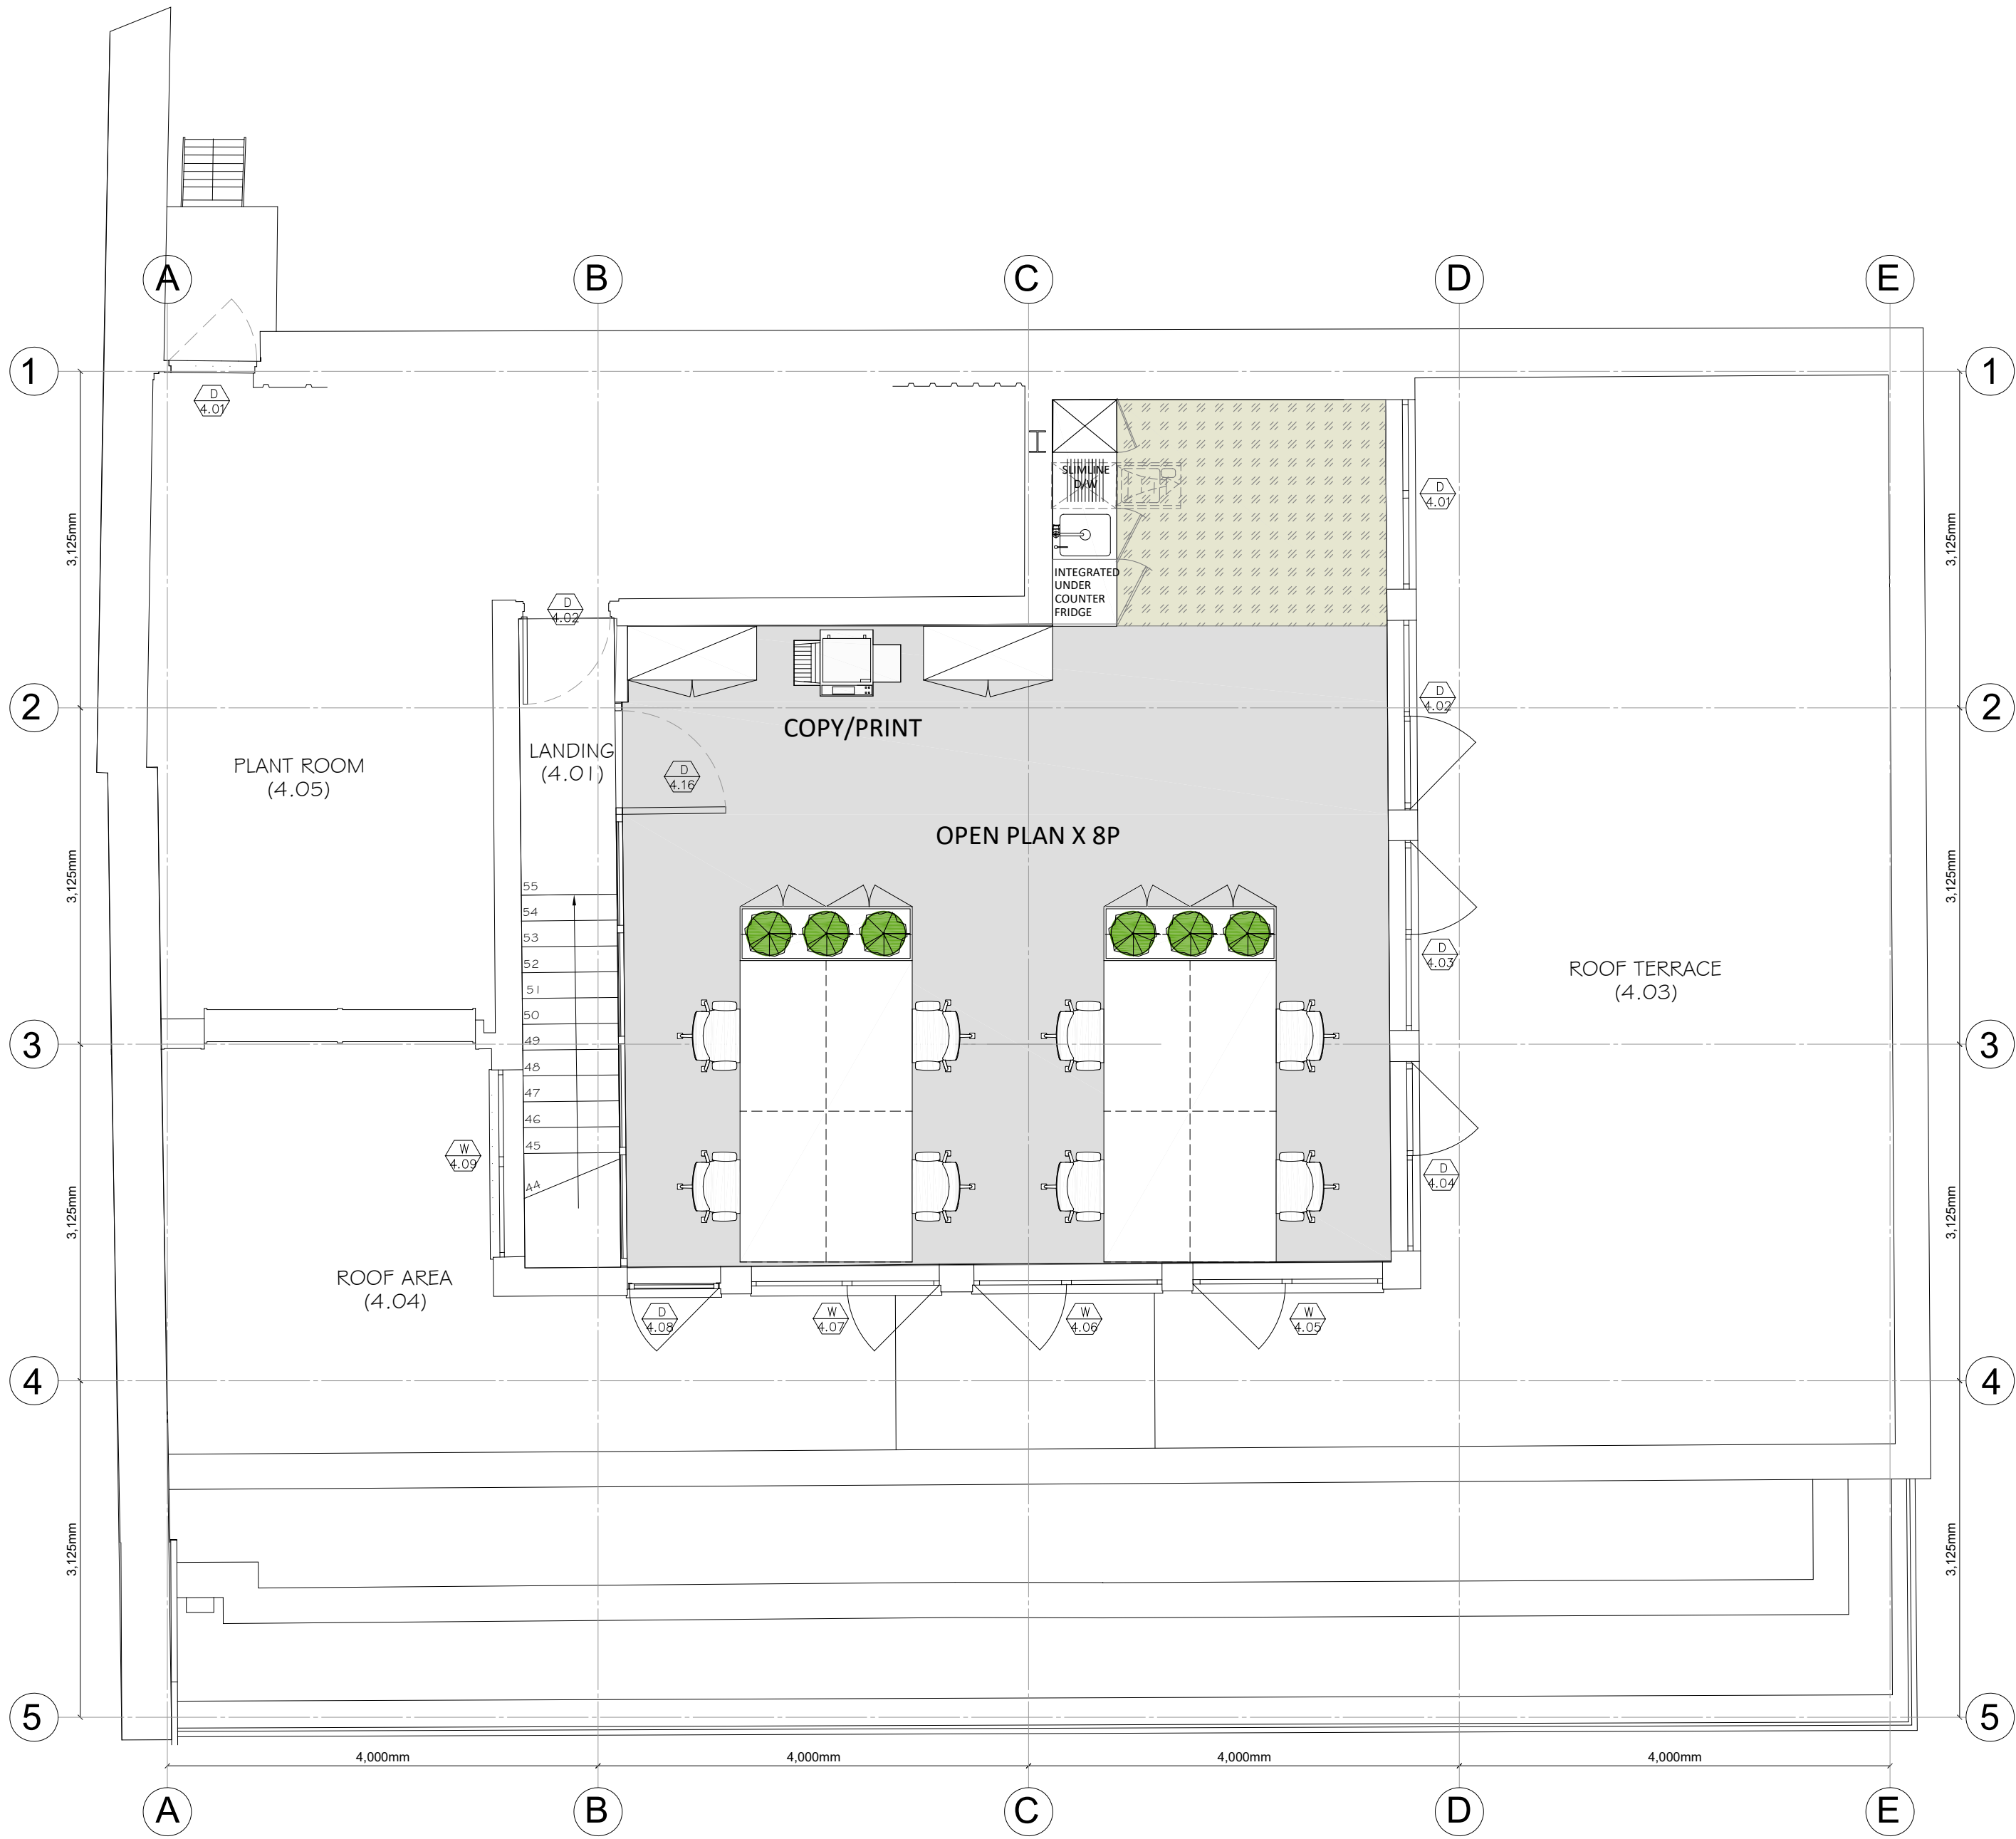 A
B
C
D
E
1
1
D
4.01
SLIMLINE
D/W
D
4.01
3,125mm
3,125mm
INTEGRATED
UNDER
COUNTER
FRIDGE
D
4.02
D
4.02
2
2
COPY/PRINT
LANDING
(4.01)
PLANT ROOM
(4.05)
D
4.16
OPEN PLAN X 8P
3,125mm
3,125mm
55
54
53
52
51
50
49
48
47
46
45
44
D
4.03
ROOF TERRACE
(4.03)
3
3
W
4.09
D
4.04
3,125mm
3,125mm
ROOF AREA
(4.04)
D
4.08
W
4.07
W
4.06
W
4.05
4
4
3,125mm
3,125mm
5
5
4,000mm
4,000mm
4,000mm
4,000mm
A
B
C
D
E